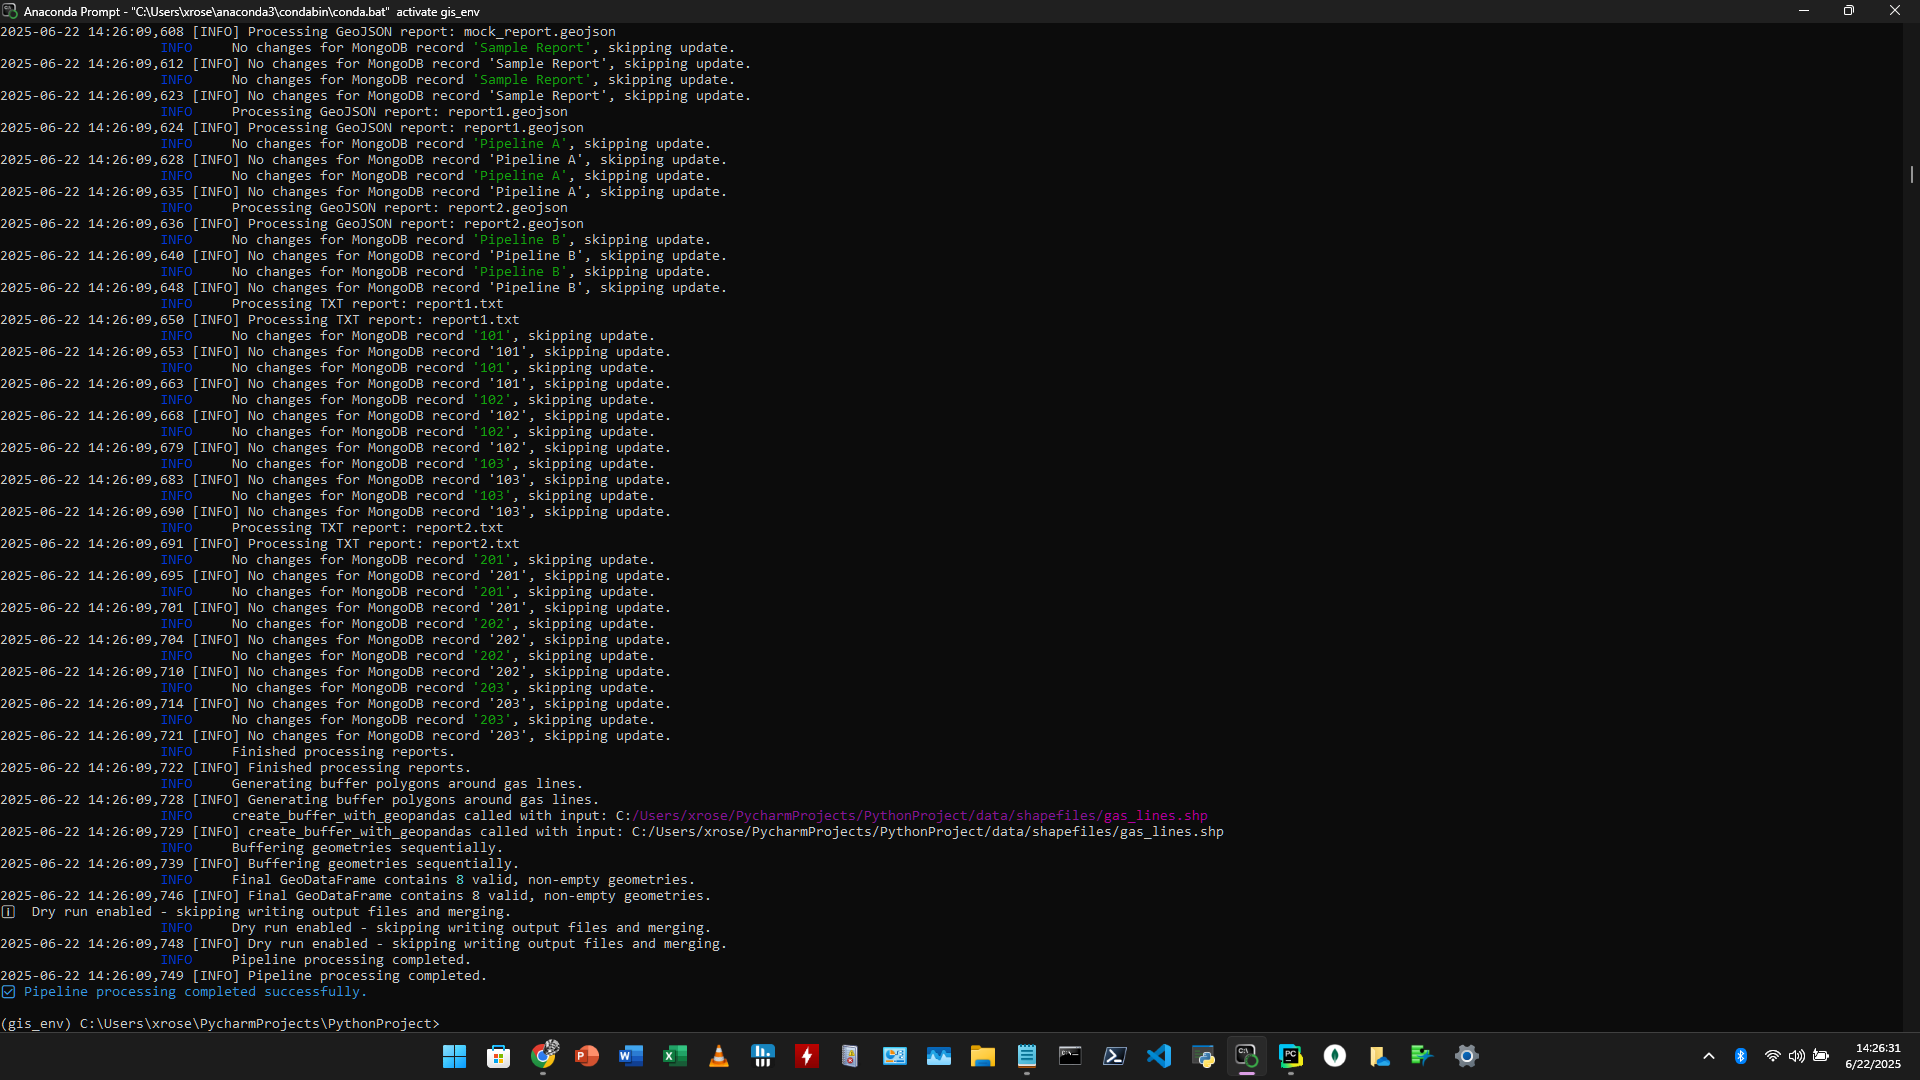 Anaconda Prompt - "C:\Users\xrose\anaconda3\condabin\conda.bat" activate gis_env
2025-06-22 14:26:09,608 [INFO] Processing GeoJSON report: mock_report.geojson
INFO No changes for MongoDB record 'Sample Report', skipping update.
2025-06-22 14:26:09,612 [INFO] No changes for MongoDB record 'Sample Report', skipping update.
INFO No changes for MongoDB record 'Sample Report', skipping update.
2025-06-22 14:26:09,623 [INFO] No changes for MongoDB record 'Sample Report', skipping update.
INFO Processing GeoJSON report: report1.geojson
2025-06-22 14:26:09,624 [INFO] Processing GeoJSON report: report1.geojson
INFO No changes for MongoDB record 'Pipeline A', skipping update.
2025-06-22 14:26:09,628 [INFO] No changes for MongoDB record 'Pipeline A', skipping update.
INFO No changes for MongoDB record 'Pipeline A', skipping update.
2025-06-22 14:26:09,635 [INFO] No changes for MongoDB record 'Pipeline A', skipping update.
INFO Processing GeoJSON report: report2.geojson
2025-06-22 14:26:09,636 [INFO] Processing GeoJSON report: report2.geojson
INFO No changes for MongoDB record 'Pipeline B', skipping update.
2025-06-22 14:26:09,640 [INFO] No changes for MongoDB record 'Pipeline B', skipping update.
INFO No changes for MongoDB record 'Pipeline B', skipping update.
2025-06-22 14:26:09,648 [INFO] No changes for MongoDB record 'Pipeline B', skipping update.
INFO Processing TXT report: report1.txt
2025-06-22 14:26:09,650 [INFO] Processing TXT report: report1.txt
INFO No changes for MongoDB record '101', skipping update.
2025-06-22 14:26:09,653 [INFO] No changes for MongoDB record '101', skipping update.
INFO No changes for MongoDB record '101', skipping update.
2025-06-22 14:26:09,663 [INFO] No changes for MongoDB record '101', skipping update.
INFO No changes for MongoDB record '102', skipping update.
2025-06-22 14:26:09,668 [INFO] No changes for MongoDB record '102', skipping update.
INFO No changes for MongoDB record '102', skipping update.
2025-06-22 14:26:09,679 [INFO] No changes for MongoDB record '102', skipping update.
INFO No changes for MongoDB record '103', skipping update.
2025-06-22 14:26:09,683 [INFO] No changes for MongoDB record '103', skipping update.
INFO No changes for MongoDB record '103', skipping update.
2025-06-22 14:26:09,690 [INFO] No changes for MongoDB record '103', skipping update.
INFO Processing TXT report: report2.txt
2025-06-22 14:26:09,691 [INFO] Processing TXT report: report2.txt
INFO No changes for MongoDB record '201', skipping update.
2025-06-22 14:26:09,695 [INFO] No changes for MongoDB record '201', skipping update.
INFO No changes for MongoDB record '201', skipping update.
2025-06-22 14:26:09,701 [INFO] No changes for MongoDB record '201', skipping update.
INFO No changes for MongoDB record '202', skipping update.
2025-06-22 14:26:09,704 [INFO] No changes for MongoDB record '202', skipping update.
INFO No changes for MongoDB record '202', skipping update.
2025-06-22 14:26:09,710 [INFO] No changes for MongoDB record '202', skipping update.
INFO No changes for MongoDB record '203', skipping update.
2025-06-22 14:26:09,714 [INFO] No changes for MongoDB record '203', skipping update.
INFO No changes for MongoDB record '203', skipping update.
2025-06-22 14:26:09,721 [INFO] No changes for MongoDB record '203', skipping update.
INFO Finished processing reports.
2025-06-22 14:26:09,722 [INFO] Finished processing reports.
INFO Generating buffer polygons around gas lines.
2025-06-22 14:26:09,728 [INFO] Generating buffer polygons around gas lines.
INFO create_buffer_with_geopandas called with input: C:/Users/xrose/PycharmProjects/PythonProject/data/shapefiles/gas_lines.shp
2025-06-22 14:26:09,729 [INFO] create_buffer_with_geopandas called with input: C:/Users/xrose/PycharmProjects/PythonProject/data/shapefiles/gas_lines.shp
INFO Buffering geometries sequentially.
2025-06-22 14:26:09,739 [INFO] Buffering geometries sequentially.
INFO Final GeoDataFrame contains 8 valid, non-empty geometries.
2025-06-22 14:26:09,746 [INFO] Final GeoDataFrame contains 8 valid, non-empty geometries.
ℹ Dry run enabled - skipping writing output files and merging.
INFO Dry run enabled - skipping writing output files and merging.
2025-06-22 14:26:09,748 [INFO] Dry run enabled - skipping writing output files and merging.
INFO Pipeline processing completed.
2025-06-22 14:26:09,749 [INFO] Pipeline processing completed.
☑ Pipeline processing completed successfully.
(gis_env) C:\Users\xrose\PycharmProjects\PythonProject>
14:26:31
6/22/2025